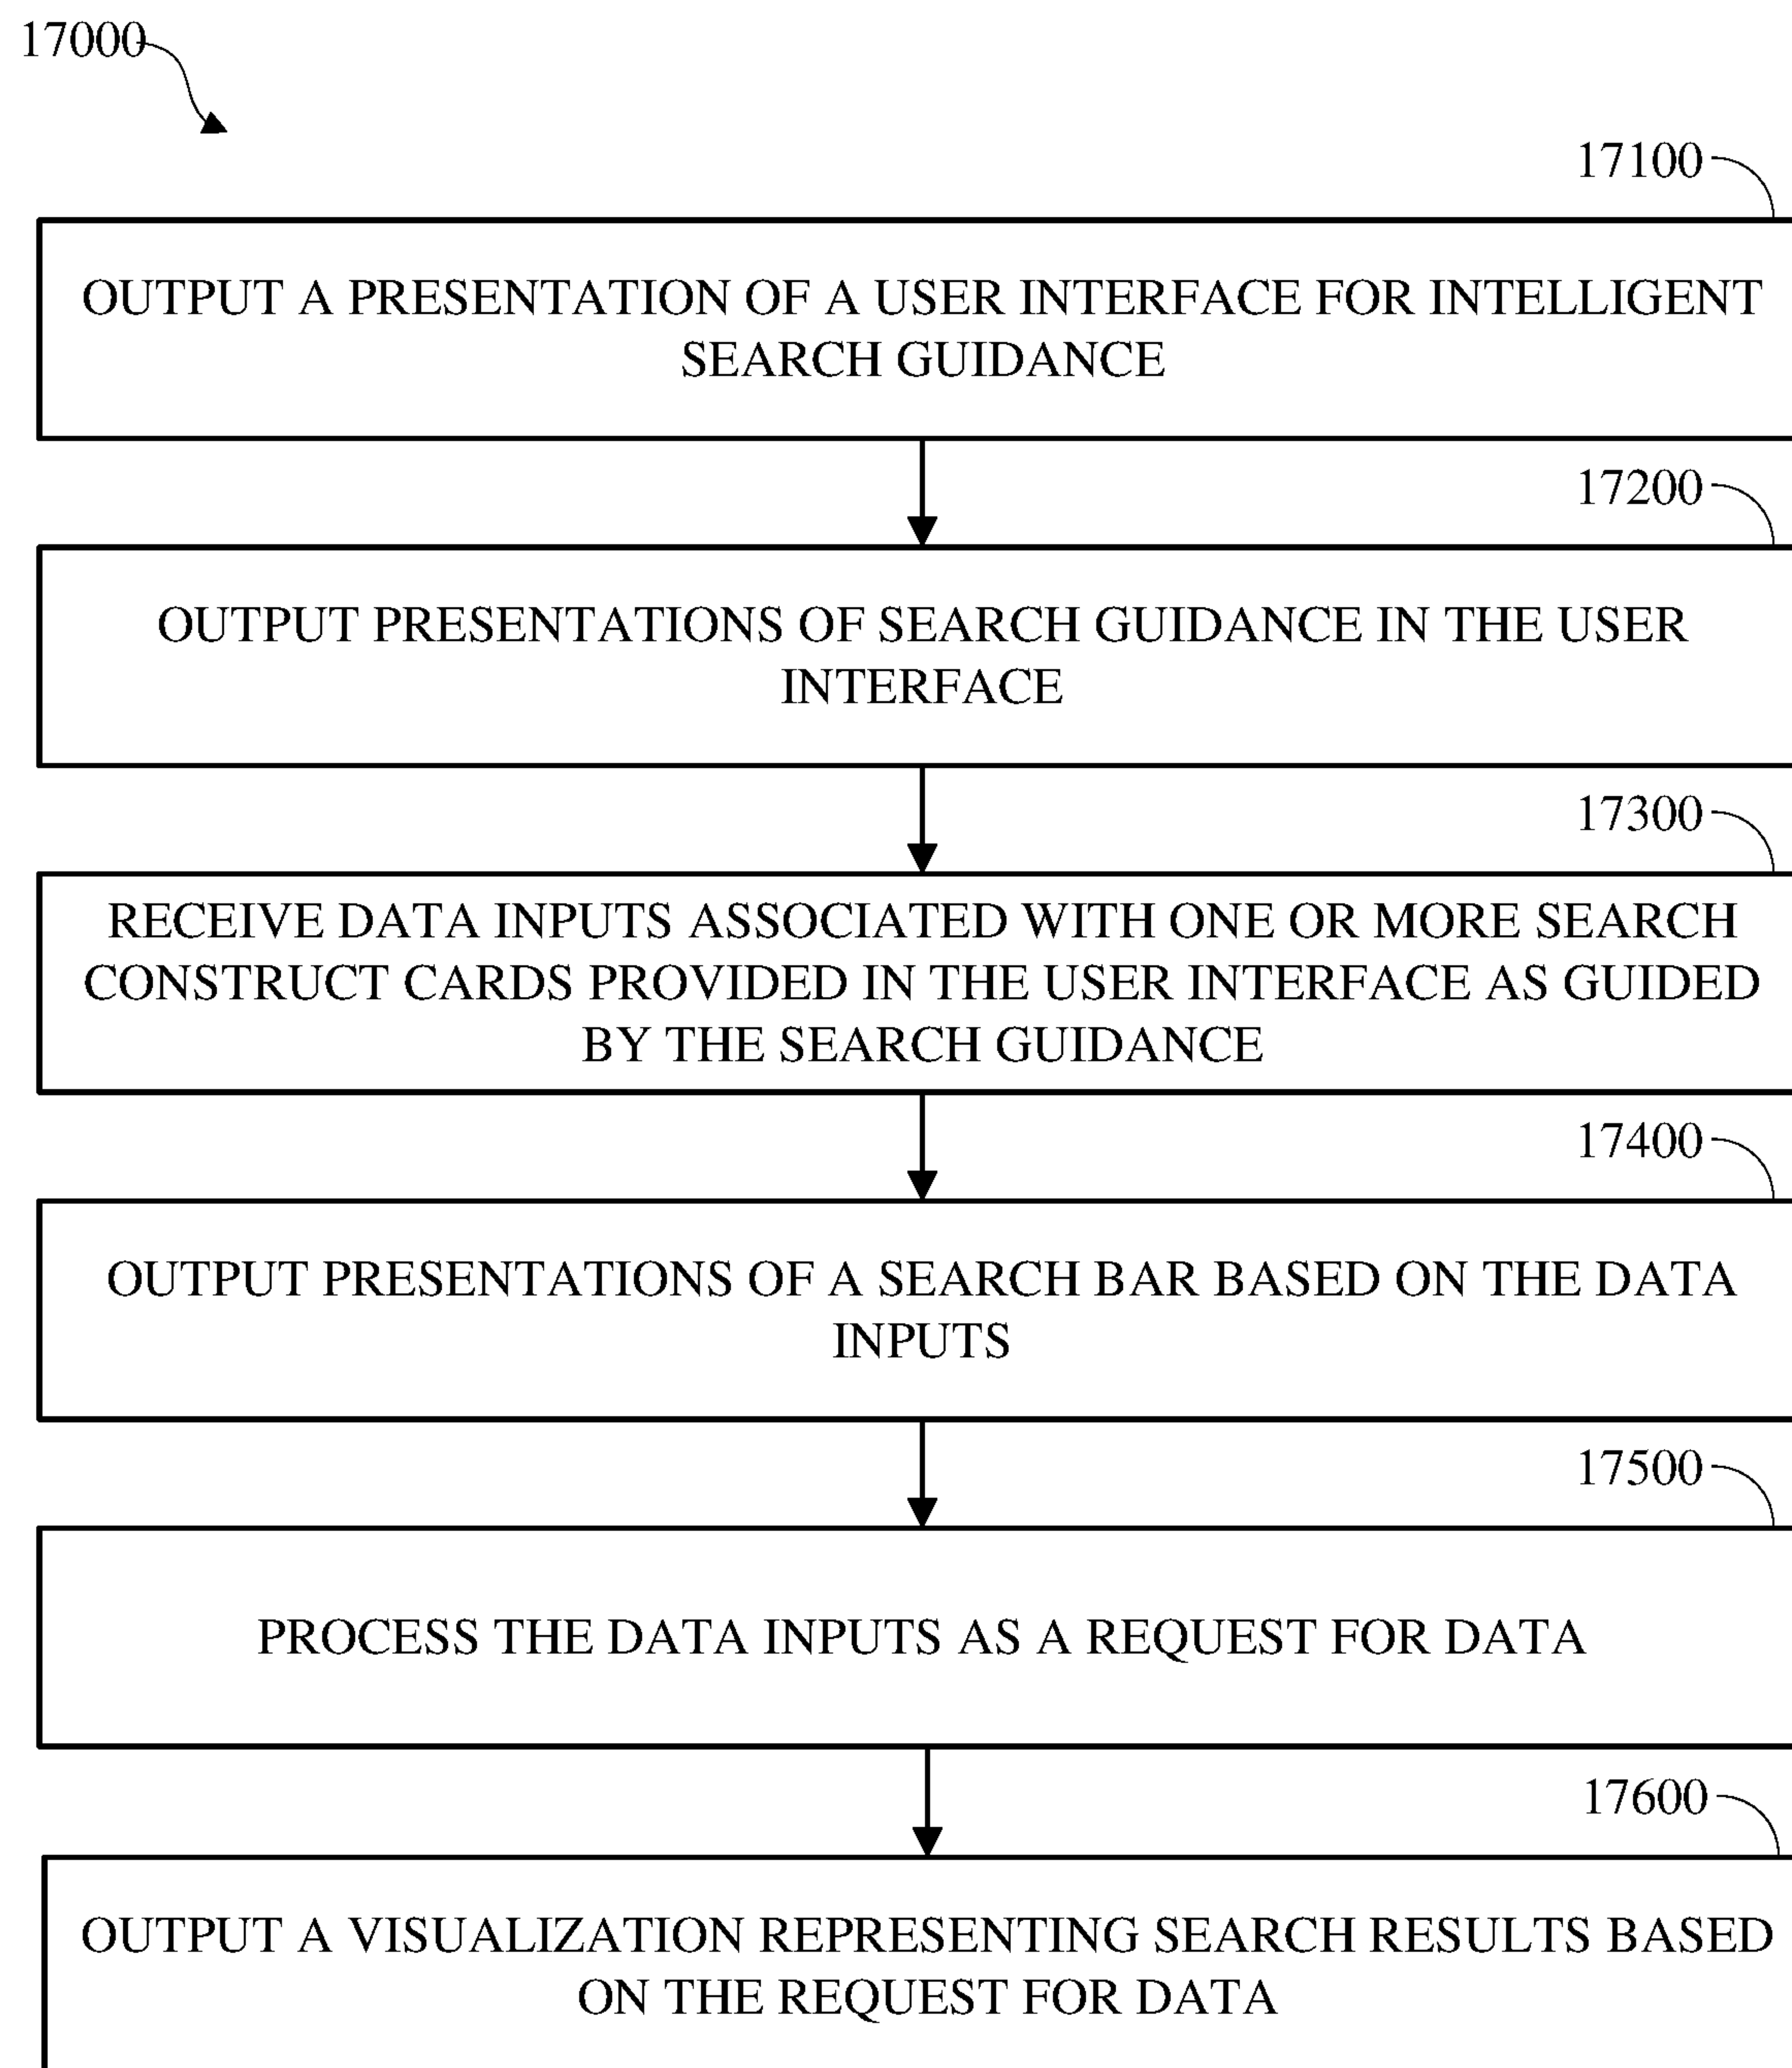 17000
17100
OUTPUT A PRESENTATION OF A USER INTERFACE FOR INTELLIGENT
SEARCH GUIDANCE
17200
OUTPUT PRESENTATIONS OF SEARCH GUIDANCE IN THE USER
INTERFACE
17300
RECEIVE DATA INPUTS ASSOCIATED WITH ONE OR MORE SEARCH
CONSTRUCT CARDS PROVIDED IN THE USER INTERFACE AS GUIDED
BY THE SEARCH GUIDANCE
17400
OUTPUT PRESENTATIONS OF A SEARCH BAR BASED ON THE DATA
INPUTS
17500
PROCESS THE DATA INPUTS AS A REQUEST FOR DATA
17600
OUTPUT A VISUALIZATION REPRESENTING SEARCH RESULTS BASED
ON THE REQUEST FOR DATA